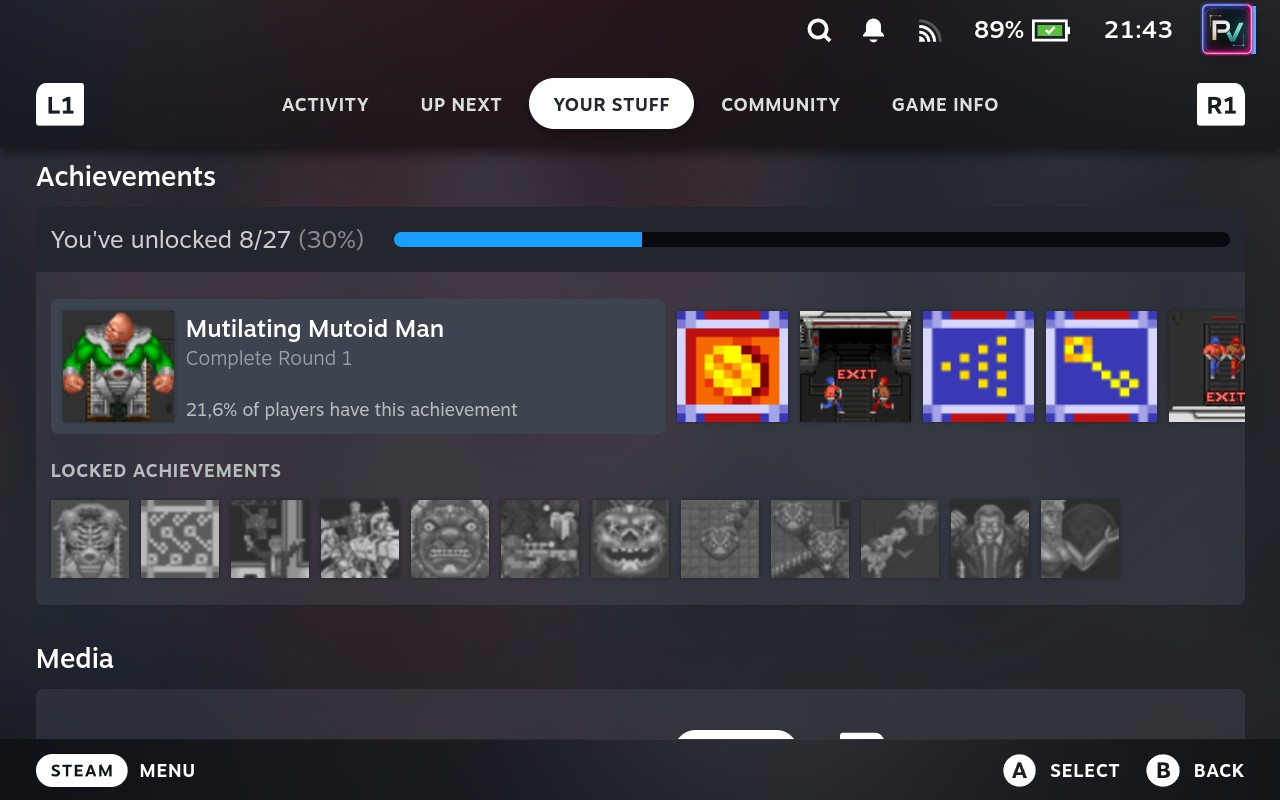 89% 21:43 PV
L1 ACTIVITY UP NEXT YOUR STUFF COMMUNITY GAME INFO R1
Achievements
You've unlocked 8/27 (30%)
Mutilating Mutoid Man
Complete Round 1
21,6% of players have this achievement
EXIT
EXIT
LOCKED ACHIEVEMENTS
Media
STEAM MENU A SELECT B BACK